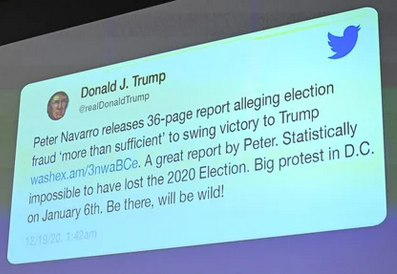 Donald J. Trump
@realDonaldTrump
Peter Navarro releases 36-page report alleging election
fraud 'more than sufficient' to swing victory to Trump
washex.am/3nwaBCe. A great report by Peter. Statistically
impossible to have lost the 2020 Election. Big protest in D.C.
on January 6th. Be there, will be wild!
12/19/20, 1:42am